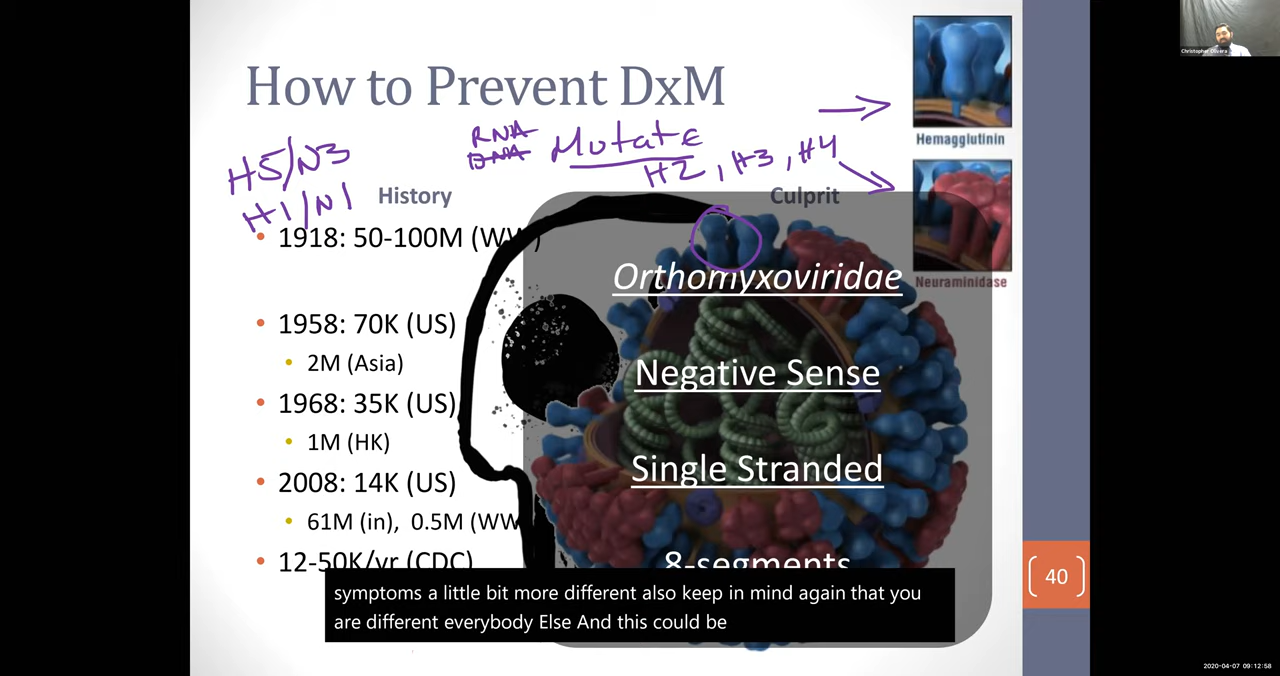 How to Prevent DxM
RNA
DNA
Mutate
H2, H3, H4
H5/N3
H1/N1
Hemagglutinin
Neuraminidase
History
1918: 50-100M (WW)
1958: 70K (US)
2M (Asia)
1968: 35K (US)
1M (HK)
2008: 14K (US)
61M (in), 0.5M (WW
12-50K/yr (CDC)
Culprit
Orthomyxoviridae
Negative Sense
Single Stranded
8-segments
40
symptoms a little bit more different also keep in mind again that you
are different everybody Else And this could be
Christopher Olivera
2020-04-07 09:12:58